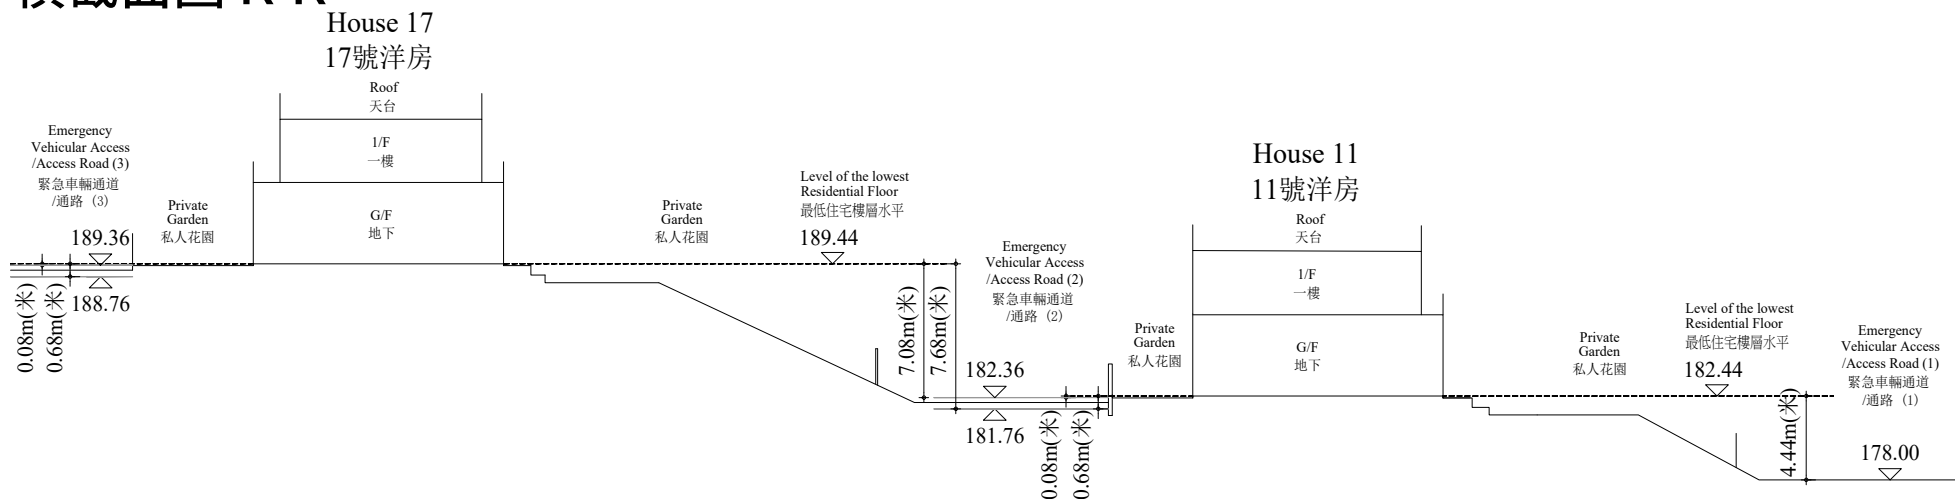 House 17
17號洋房
Roof
天台
1/F
一樓
G/F
地下
Emergency
Vehicular Access
/Access Road (3)
緊急車輛通道
/通路 (3)
Private
Garden
私人花園
189.36
188.76
0.08m(米)
0.68m(米)
Private
Garden
私人花園
Level of the lowest
Residential Floor
最低住宅樓層水平
189.44
7.08m(米)
7.68m(米)
Emergency
Vehicular Access
/Access Road (2)
緊急車輛通道
/通路 (2)
182.36
181.76
0.08m(米)
0.68m(米)
House 11
11號洋房
Roof
天台
1/F
一樓
G/F
地下
Private
Garden
私人花園
Private
Garden
私人花園
Level of the lowest
Residential Floor
最低住宅樓層水平
182.44
4.44m(米)
Emergency
Vehicular Access
/Access Road (1)
緊急車輛通道
/通路 (1)
178.00